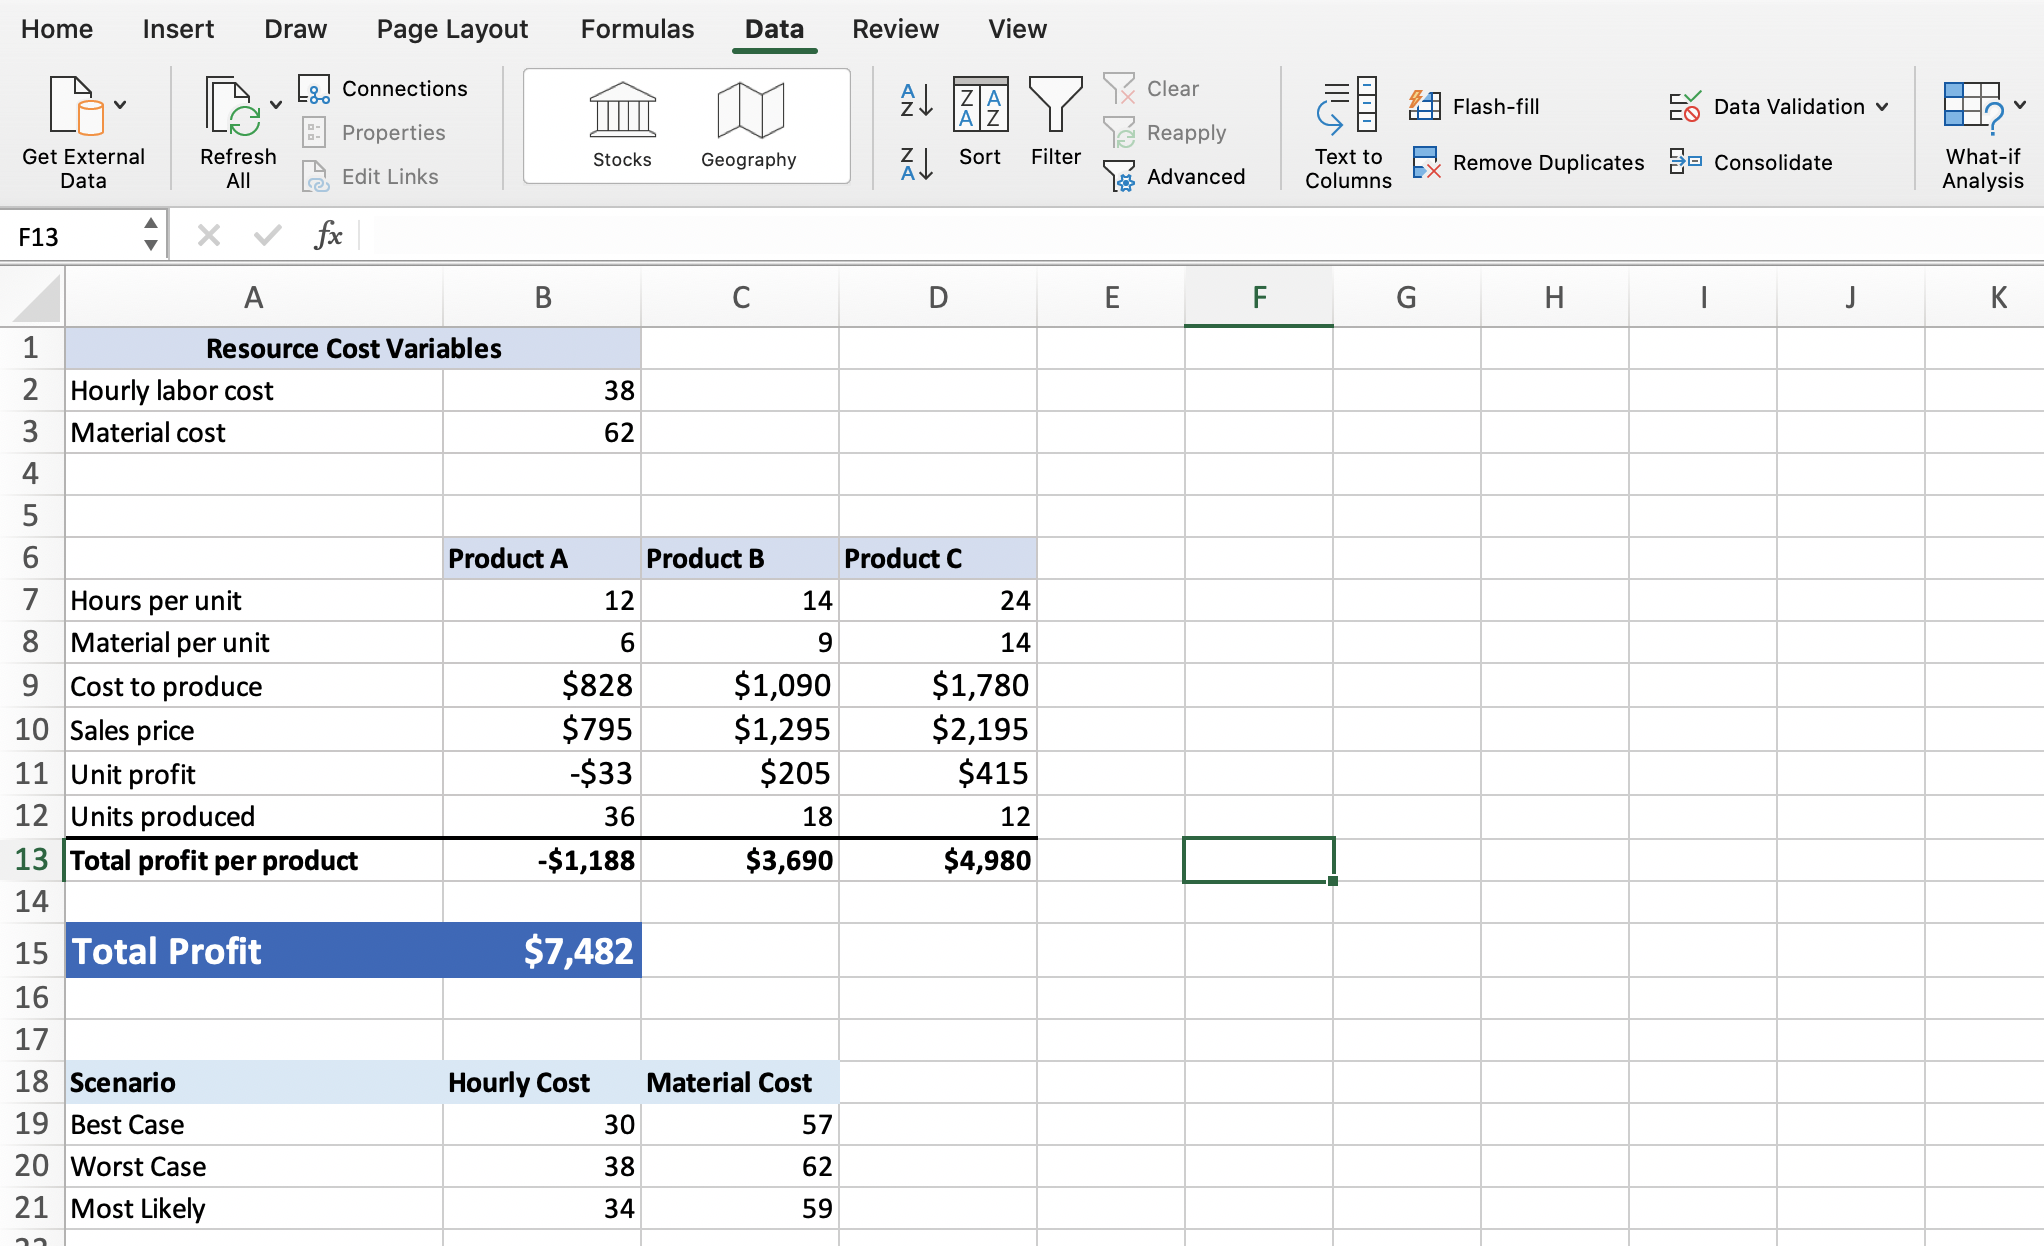 Home Insert Draw Page Layout Formulas Data Review View
Get External Data
Refresh All
Connections
Properties
Edit Links
Stocks
Geography
A
Z
Z
A
Z A
A Z
Sort
Filter
Clear
Reapply
Advanced
Text to Columns
Flash-fill
Remove Duplicates
Data Validation
Consolidate
What-if Analysis
F13 fx
A B C D E F G H I J K
1 Resource Cost Variables
2 Hourly labor cost 38
3 Material cost 62
4
5
6 Product A Product B Product C
7 Hours per unit 12 14 24
8 Material per unit 6 9 14
9 Cost to produce $828 $1,090 $1,780
10 Sales price $795 $1,295 $2,195
11 Unit profit -$33 $205 $415
12 Units produced 36 18 12
13 Total profit per product -$1,188 $3,690 $4,980
14
15 Total Profit $7,482
16
17
18 Scenario Hourly Cost Material Cost
19 Best Case 30 57
20 Worst Case 38 62
21 Most Likely 34 59